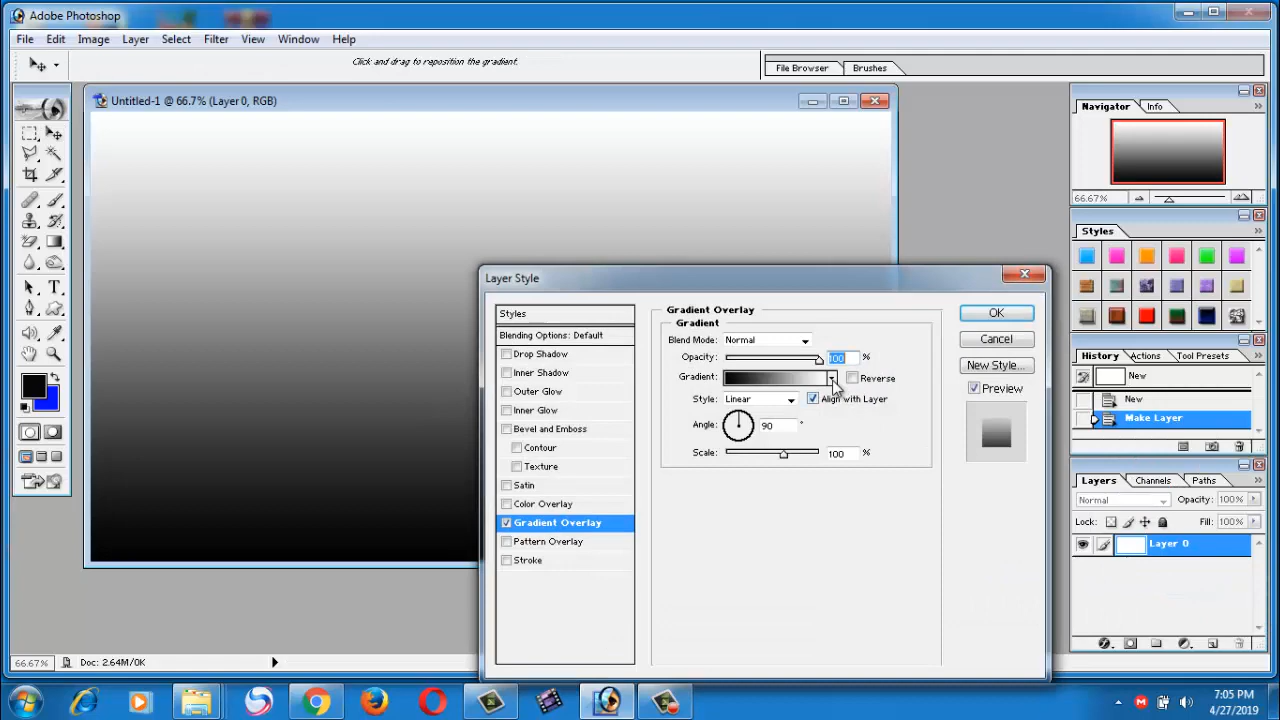 Adobe Photoshop
File Edit Image Layer Select Filter View Window Help
Click and drag to reposition the gradient.
File Browser Brushes
Untitled-1 @ 66.7% (Layer 0, RGB)
Navigator Info
66.67%
Styles
History Actions Tool Presets
New
New
Make Layer
Layers Channels Paths
Normal Opacity: 100%
Lock: Fill: 100%
Layer 0
Layer Style
Styles
Blending Options: Default
Drop Shadow
Inner Shadow
Outer Glow
Inner Glow
Bevel and Emboss
Contour
Texture
Satin
Color Overlay
Gradient Overlay
Pattern Overlay
Stroke
Gradient Overlay
Gradient
Blend Mode: Normal
Opacity: 100 %
Gradient: Reverse
Style: Linear Align with Layer
Angle: 90 °
Scale: 100 %
OK
Cancel
New Style...
Preview
66.67% Doc: 2.64M/0K
7:05 PM
4/27/2019